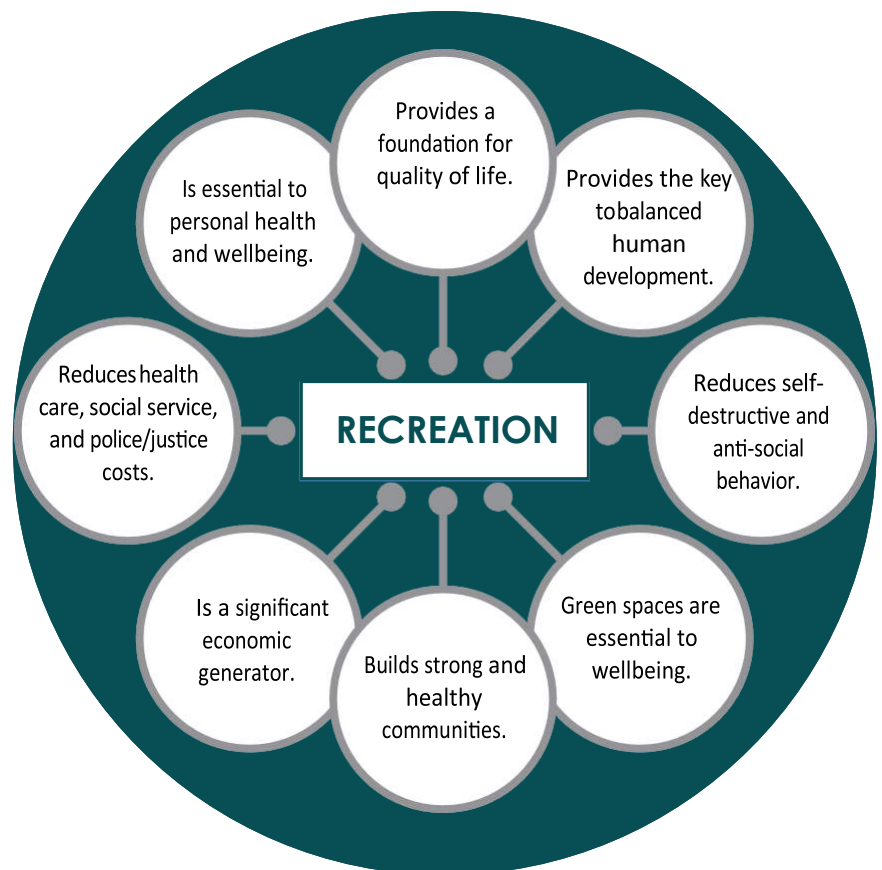 Provides a
foundation for
quality of life.
Provides the key
tobalanced
human
development.
Reduces self-
destructive and
anti-social
behavior.
Green spaces are
essential to
wellbeing.
Builds strong and
healthy
communities.
Is a significant
economic
generator.
Reduces health
care, social service,
and police/justice
costs.
Is essential to
personal health
and wellbeing.
RECREATION